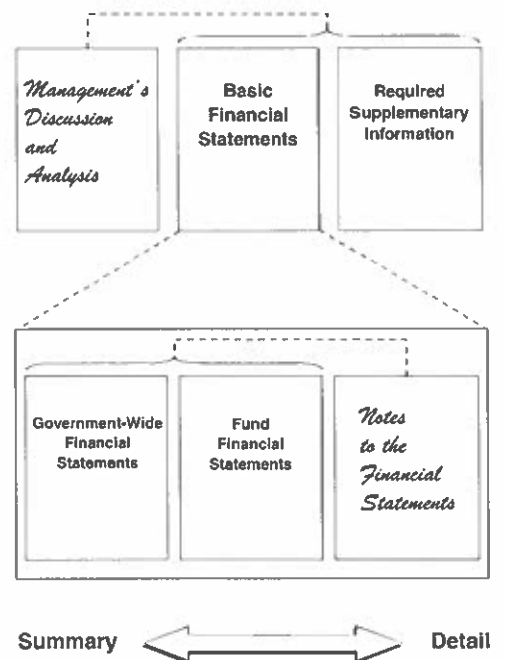 Management's
Discussion
and
Analysis
Basic
Financial
Statements
Required
Supplementary
Information
Government-Wide
Financial
Statements
Fund
Financial
Statements
Notes
to the
Financial
Statements
Summary
Detail